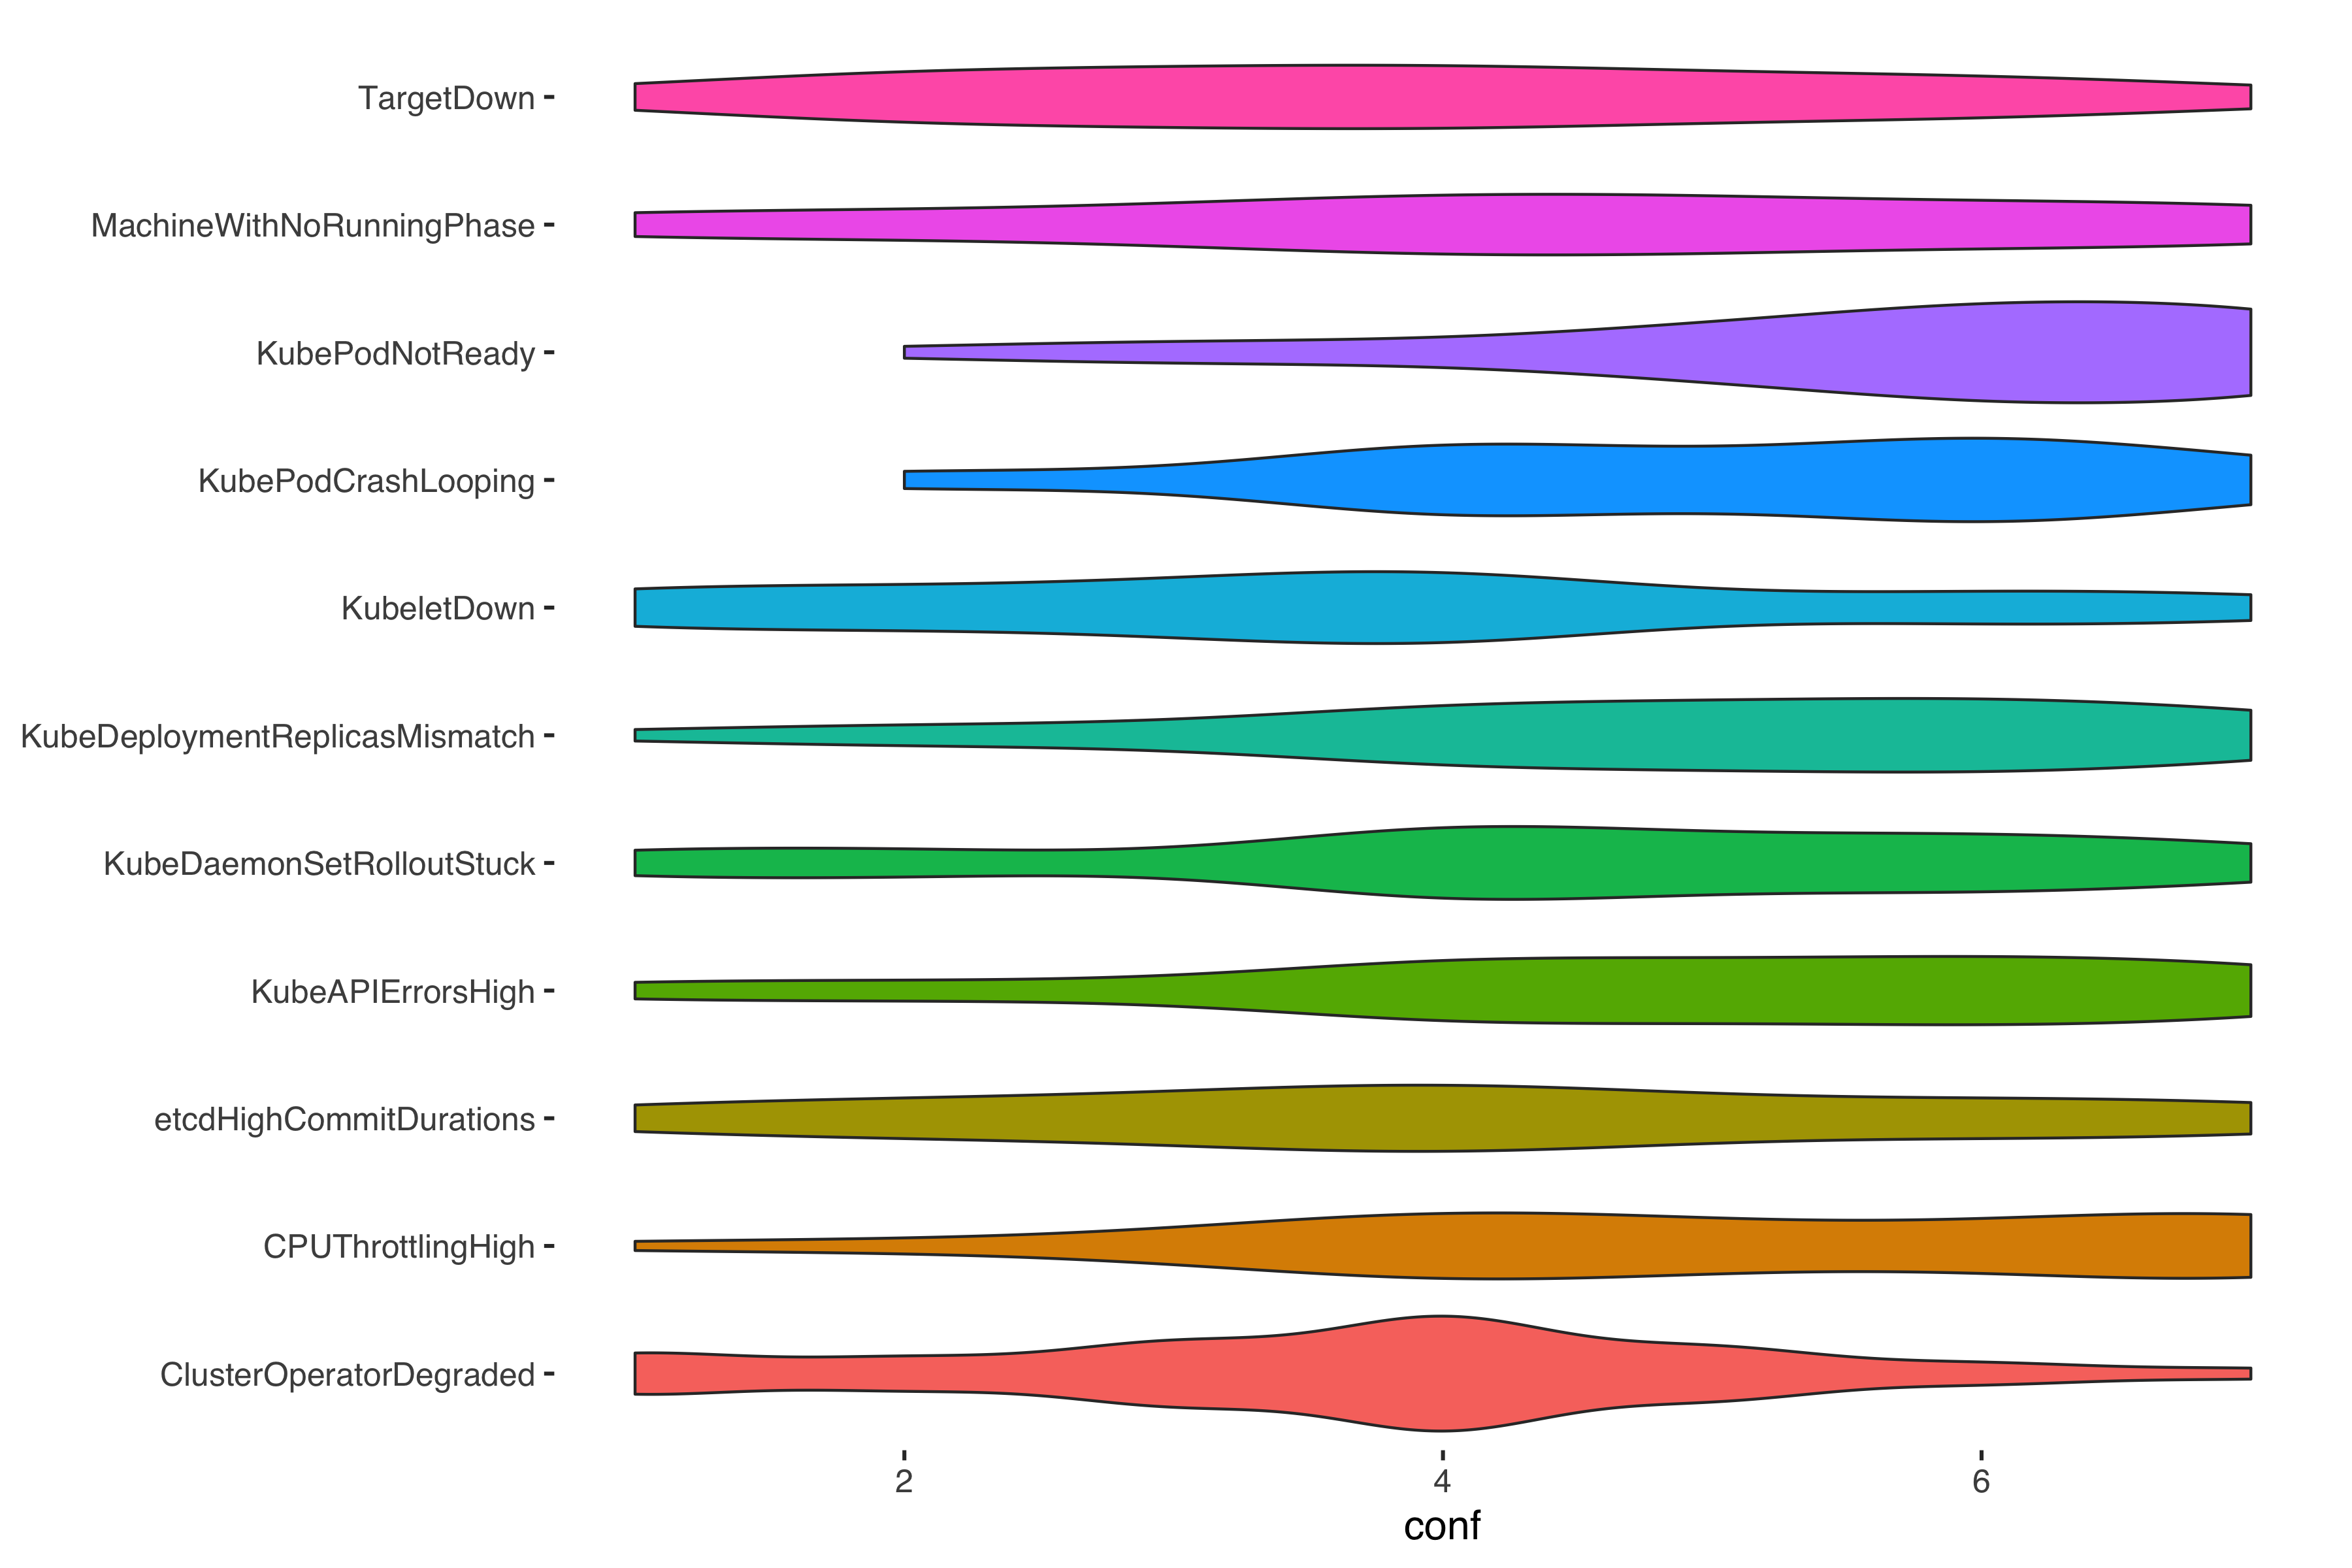 TargetDown
MachineWithNoRunningPhase
KubePodNotReady
KubePodCrashLooping
KubeletDown
KubeDeploymentReplicasMismatch
KubeDaemonSetRolloutStuck
KubeAPIErrorsHigh
etcdHighCommitDurations
CPUThrottlingHigh
ClusterOperatorDegraded
2 4 6
conf